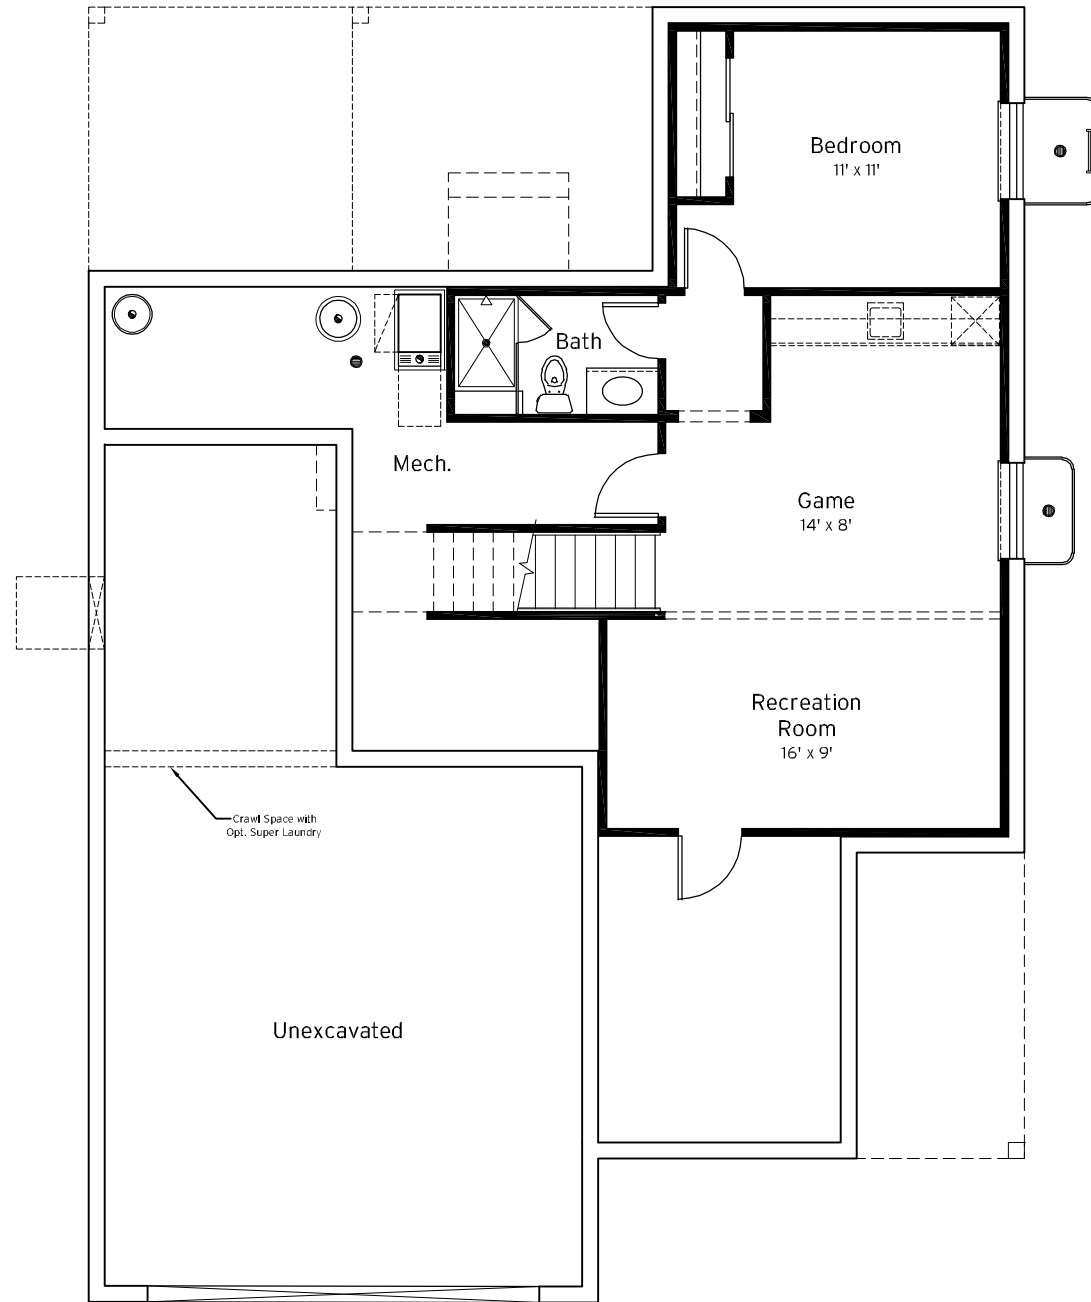 Bedroom
11' x 11'
Bath
Mech.
Game
14' x 8'
Recreation
Room
16' x 9'
Crawl Space with
Opt. Super Laundry
Unexcavated